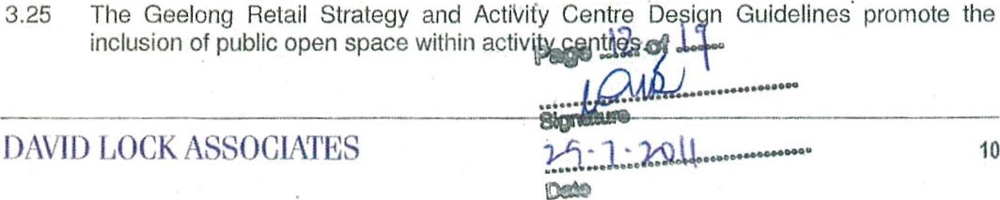 3.25 The Geelong Retail Strategy and Activity Centre Design Guidelines promote the
inclusion of public open space within activity centres.
Page 12 of 19
Signature
DAVID LOCK ASSOCIATES
29-7-2011
10
Date